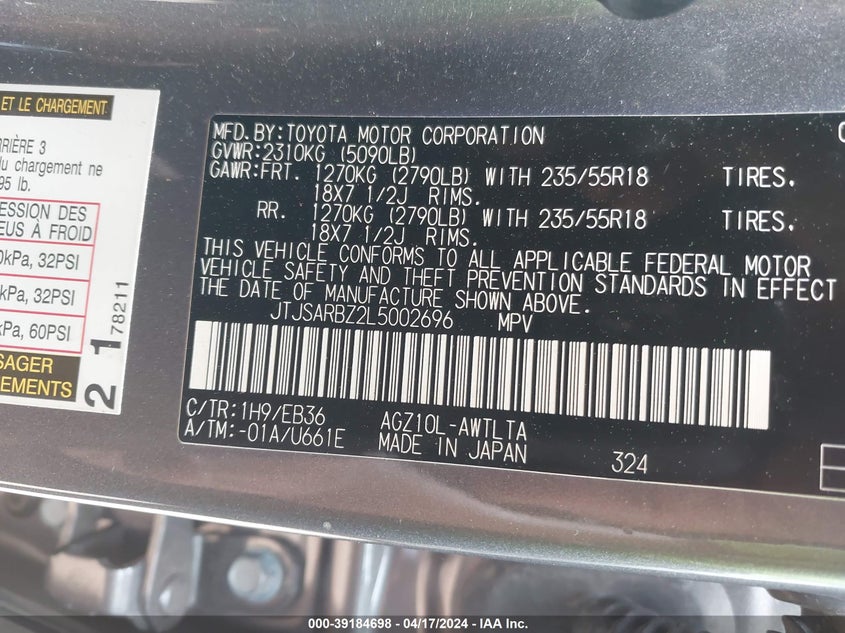 ET LE CHARGEMENT
RIÈRE 3
du chargement ne
95 lb.
ESSION DES
EUS À FROID
kPa, 32PSI
kPa, 32PSI
kPa, 60PSI
SAGER
EMENTS
2 1 78211
MFD.BY:TOYOTA MOTOR CORPORATION
GVWR:2310KG (5090LB)
GAWR:FRT. 1270KG (2790LB) WITH 235/55R18 TIRES.
18X7 1/2J RIMS.
RR. 1270KG (2790LB) WITH 235/55R18 TIRES.
18X7 1/2J RIMS.
THIS VEHICLE CONFORMS TO ALL APPLICABLE FEDERAL MOTOR
VEHICLE SAFETY AND THEFT PREVENTION STANDARDS IN EFFECT
THE DATE OF MANUFACTURE SHOWN ABOVE.
JTJSARBZ2L5002696 MPV
C/TR:1H9/EB36 AGZ10L-AWTLTA
A/TM:-01A/U661E MADE IN JAPAN 324
000-39184698 - 04/17/2024 - IAA Inc.